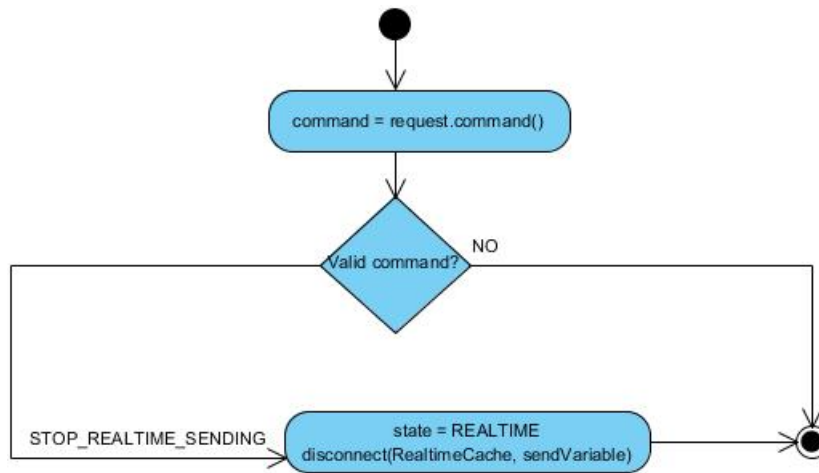 command = request.command()
Valid command?
NO
STOP_REALTIME_SENDING
state = REALTIME
disconnect(RealtimeCache, sendVariable)